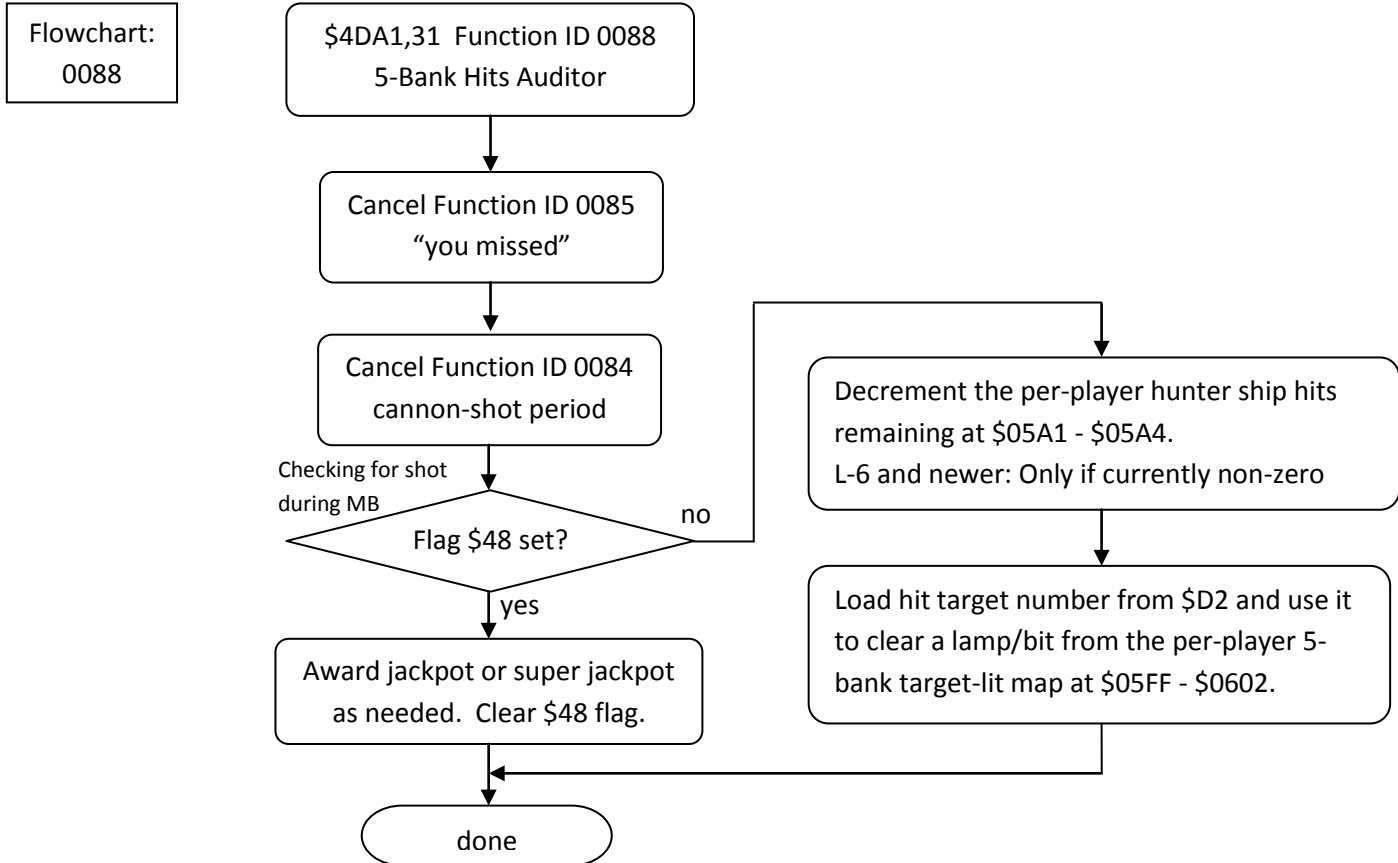 Flowchart:
0088
$4DA1,31 Function ID 0088
5-Bank Hits Auditor
Cancel Function ID 0085
“you missed”
Cancel Function ID 0084
cannon-shot period
Checking for shot
during MB
Flag $48 set?
no
yes
Award jackpot or super jackpot
as needed. Clear $48 flag.
Decrement the per-player hunter ship hits
remaining at $05A1 - $05A4.
L-6 and newer: Only if currently non-zero
Load hit target number from $D2 and use it
to clear a lamp/bit from the per-player 5-
bank target-lit map at $05FF - $0602.
done